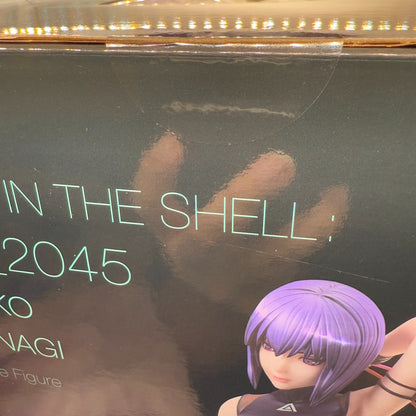 IN THE SHELL:
2045
KO
NAGI
e Figure